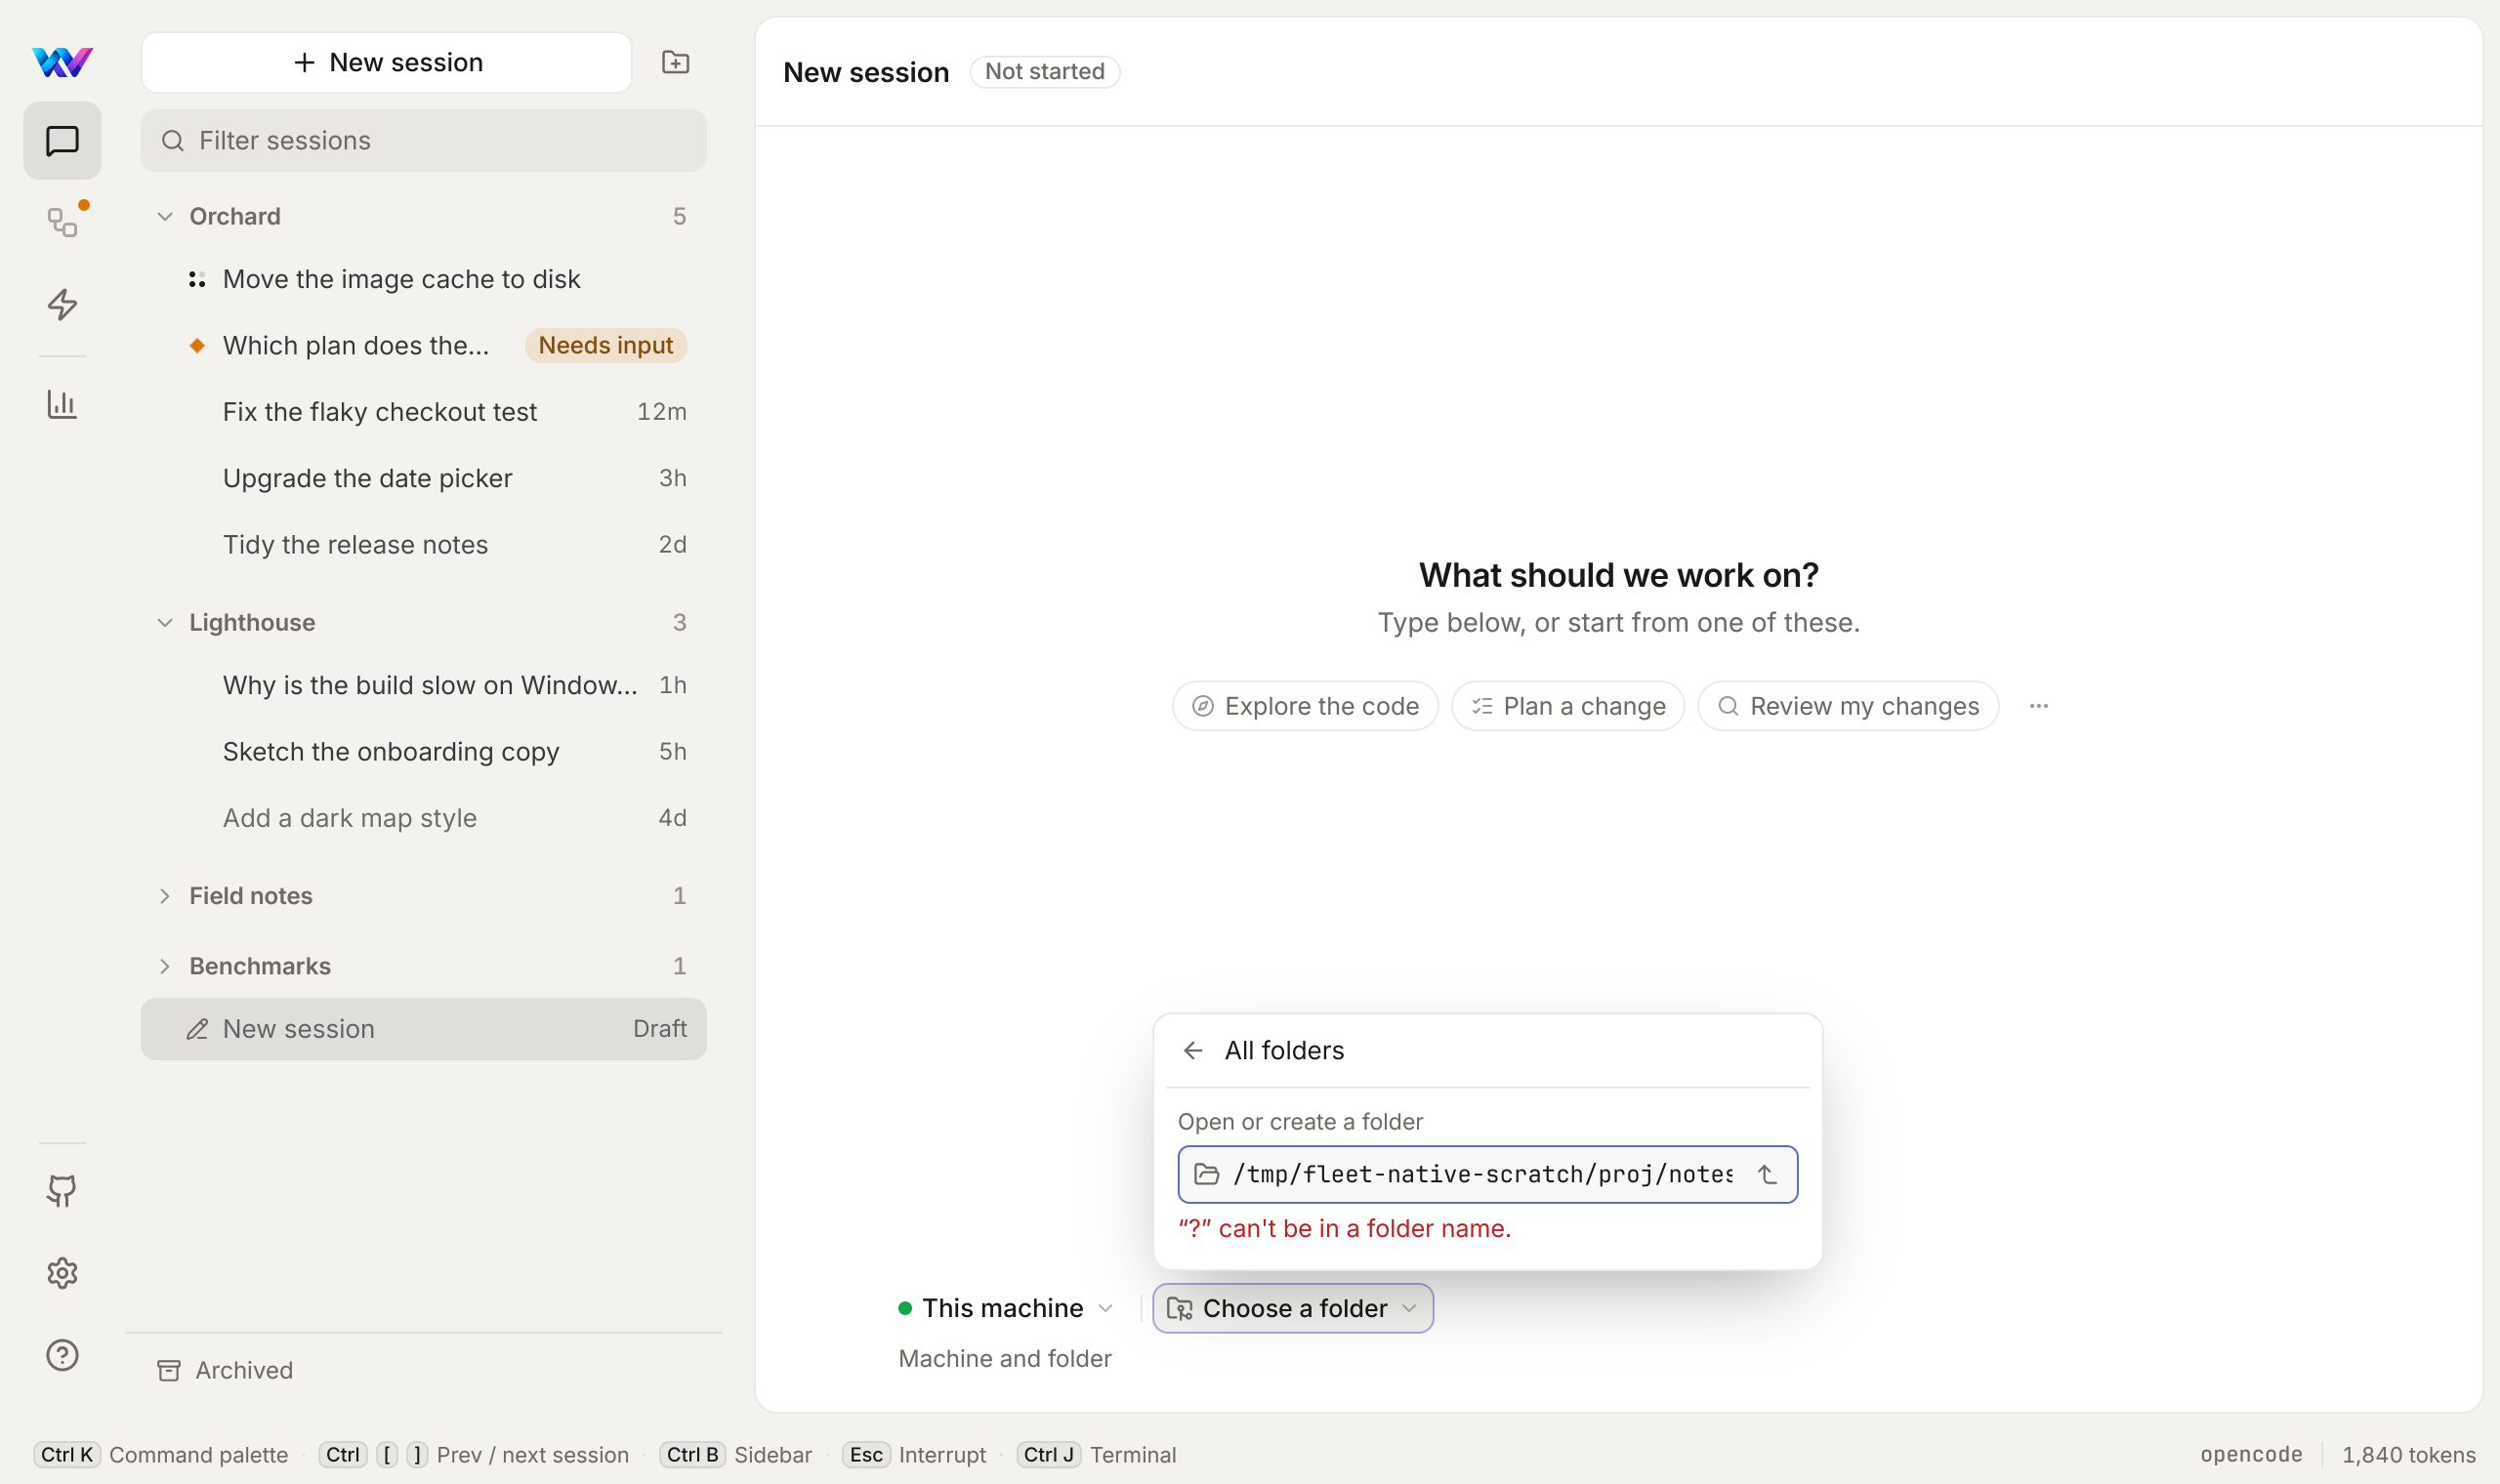 New session
Filter sessions
Orchard 5
Move the image cache to disk
Which plan does the... Needs input
Fix the flaky checkout test 12m
Upgrade the date picker 3h
Tidy the release notes 2d
Lighthouse 3
Why is the build slow on Window... 1h
Sketch the onboarding copy 5h
Add a dark map style 4d
Field notes 1
Benchmarks 1
New session Draft
Archived
New session Not started
What should we work on?
Type below, or start from one of these.
Explore the code Plan a change Review my changes
All folders
Open or create a folder
/tmp/fleet-native-scratch/proj/notes
“?” can't be in a folder name.
This machine Choose a folder
Machine and folder
Ctrl K Command palette · Ctrl [ ] Prev / next session · Ctrl B Sidebar · Esc Interrupt · Ctrl J Terminal opencode 1,840 tokens